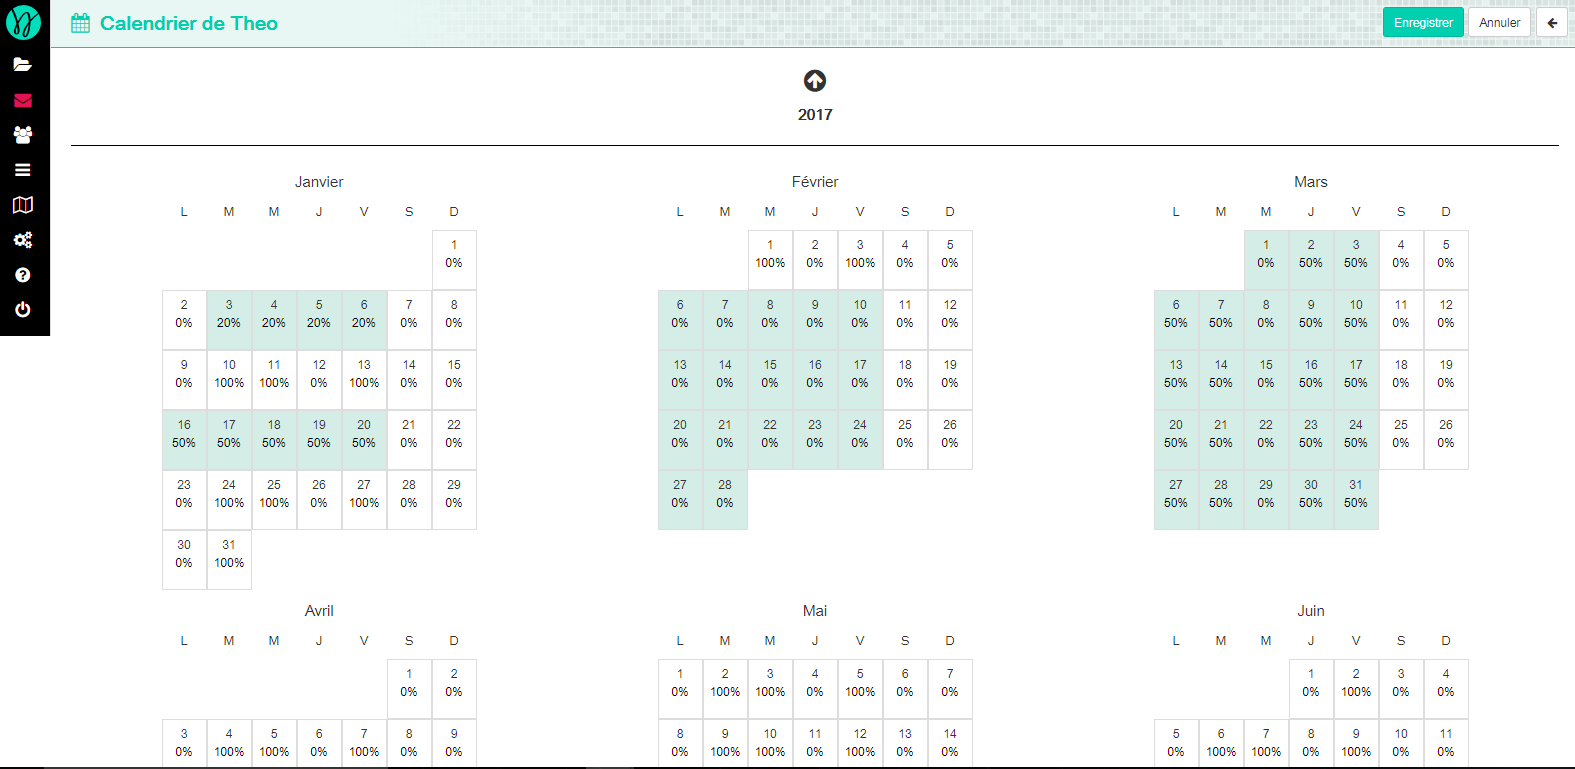 Calendrier de Theo
Enregistrer Annuler
2017
Janvier
L M M J V S D
1
0%
2 3 4 5 6 7 8
0% 20% 20% 20% 20% 0% 0%
9 10 11 12 13 14 15
0% 100% 100% 0% 100% 0% 0%
16 17 18 19 20 21 22
50% 50% 50% 50% 50% 0% 0%
23 24 25 26 27 28 29
0% 100% 100% 0% 100% 0% 0%
30 31
0% 100%
Février
L M M J V S D
1 2 3 4 5
100% 0% 100% 0% 0%
6 7 8 9 10 11 12
0% 0% 0% 0% 0% 0% 0%
13 14 15 16 17 18 19
0% 0% 0% 0% 0% 0% 0%
20 21 22 23 24 25 26
0% 0% 0% 0% 0% 0% 0%
27 28
0% 0%
Mars
L M M J V S D
1 2 3 4 5
0% 50% 50% 0% 0%
6 7 8 9 10 11 12
50% 50% 0% 50% 50% 0% 0%
13 14 15 16 17 18 19
50% 50% 0% 50% 50% 0% 0%
20 21 22 23 24 25 26
50% 50% 0% 50% 50% 0% 0%
27 28 29 30 31
50% 50% 0% 50% 50%
Avril
L M M J V S D
1 2
0% 0%
3 4 5 6 7 8 9
0% 100% 100% 0% 100% 0% 0%
Mai
L M M J V S D
1 2 3 4 5 6 7
0% 100% 100% 0% 100% 0% 0%
8 9 10 11 12 13 14
0% 100% 100% 0% 100% 0% 0%
Juin
L M M J V S D
1 2 3 4
0% 100% 0% 0%
5 6 7 8 9 10 11
0% 100% 100% 0% 100% 0% 0%